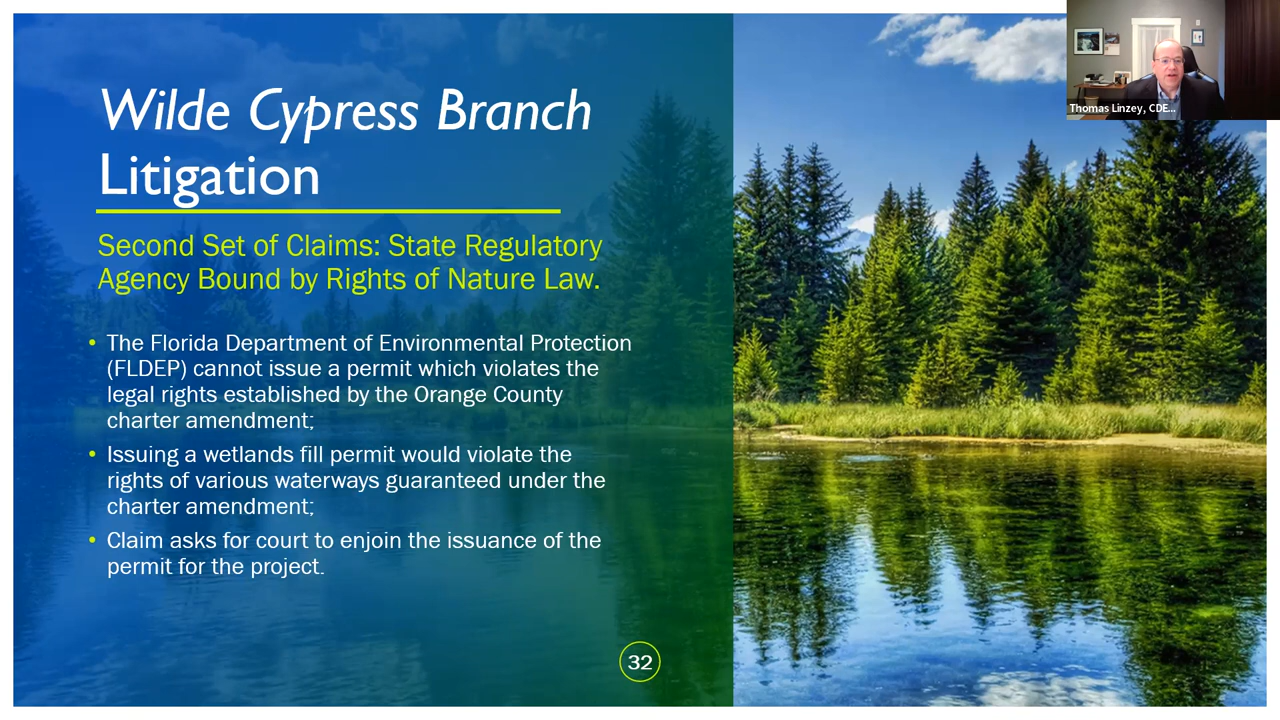 Wilde Cypress Branch
Litigation
Second Set of Claims: State Regulatory
Agency Bound by Rights of Nature Law.
• The Florida Department of Environmental Protection
(FLDEP) cannot issue a permit which violates the
legal rights established by the Orange County
charter amendment;
• Issuing a wetlands fill permit would violate the
rights of various waterways guaranteed under the
charter amendment;
• Claim asks for court to enjoin the issuance of the
permit for the project.
32
Thomas Linzey, CDE...